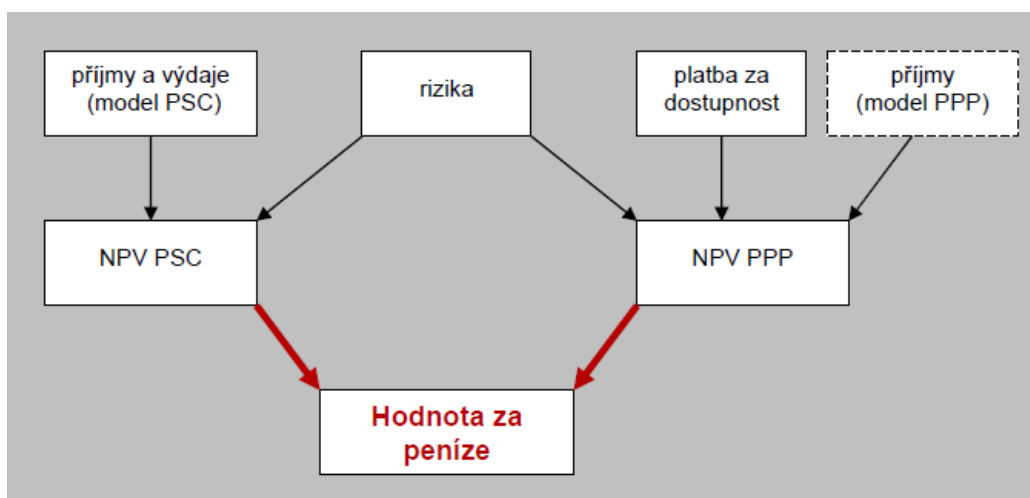 příjmy a výdaje
(model PSC)
rizika
platba za
dostupnost
příjmy
(model PPP)
NPV PSC
NPV PPP
Hodnota za
peníze